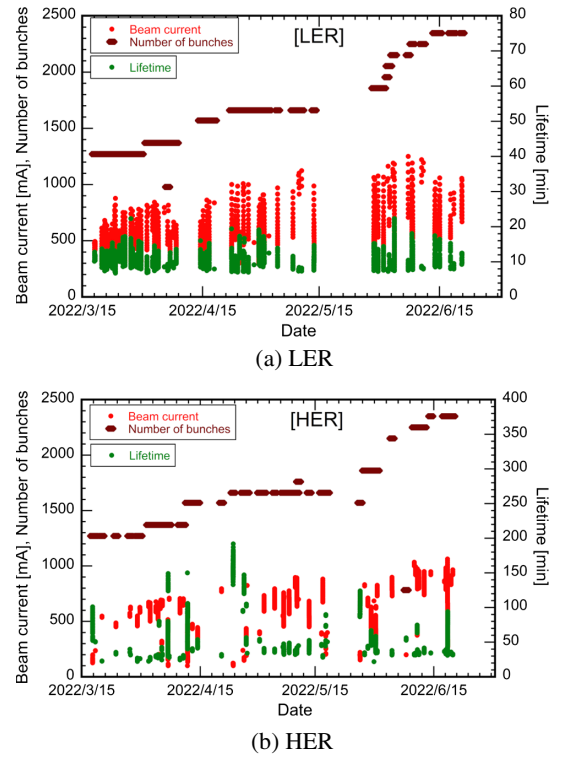 [LER]
Beam current
Number of bunches
Lifetime
Beam current [mA], Number of bunches
2500
2000
1500
1000
500
0
80
70
60
50
40
30
20
10
0
Lifetime [min]
2022/3/15 2022/4/15 2022/5/15 2022/6/15
Date
(a) LER
[HER]
Beam current
Number of bunches
Lifetime
Beam current [mA], Number of bunches
2500
2000
1500
1000
500
0
400
350
300
250
200
150
100
50
0
Lifetime [min]
2022/3/15 2022/4/15 2022/5/15 2022/6/15
Date
(b) HER